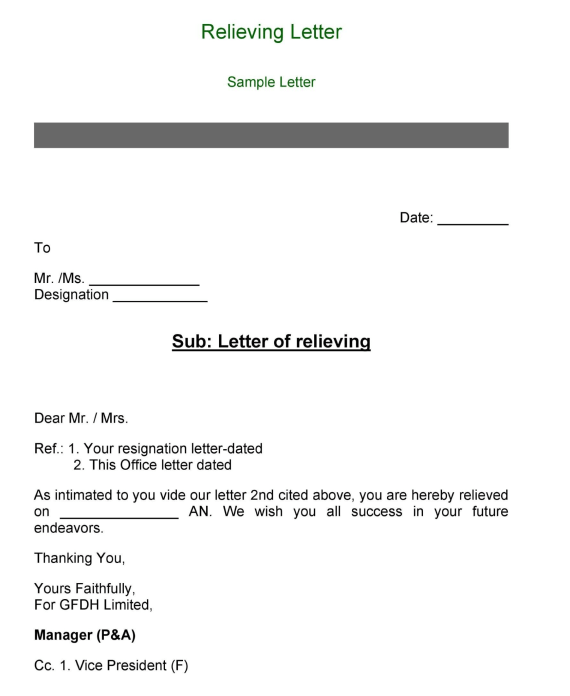 Relieving Letter
Sample Letter
Date: _________
To
Mr. /Ms. ______________
Designation ____________
Sub: Letter of relieving
Dear Mr. / Mrs.
Ref.: 1. Your resignation letter-dated
2. This Office letter dated
As intimated to you vide our letter 2nd cited above, you are hereby relieved
on _______________ AN. We wish you all success in your future
endeavors.
Thanking You,
Yours Faithfully,
For GFDH Limited,
Manager (P&A)
Cc. 1. Vice President (F)